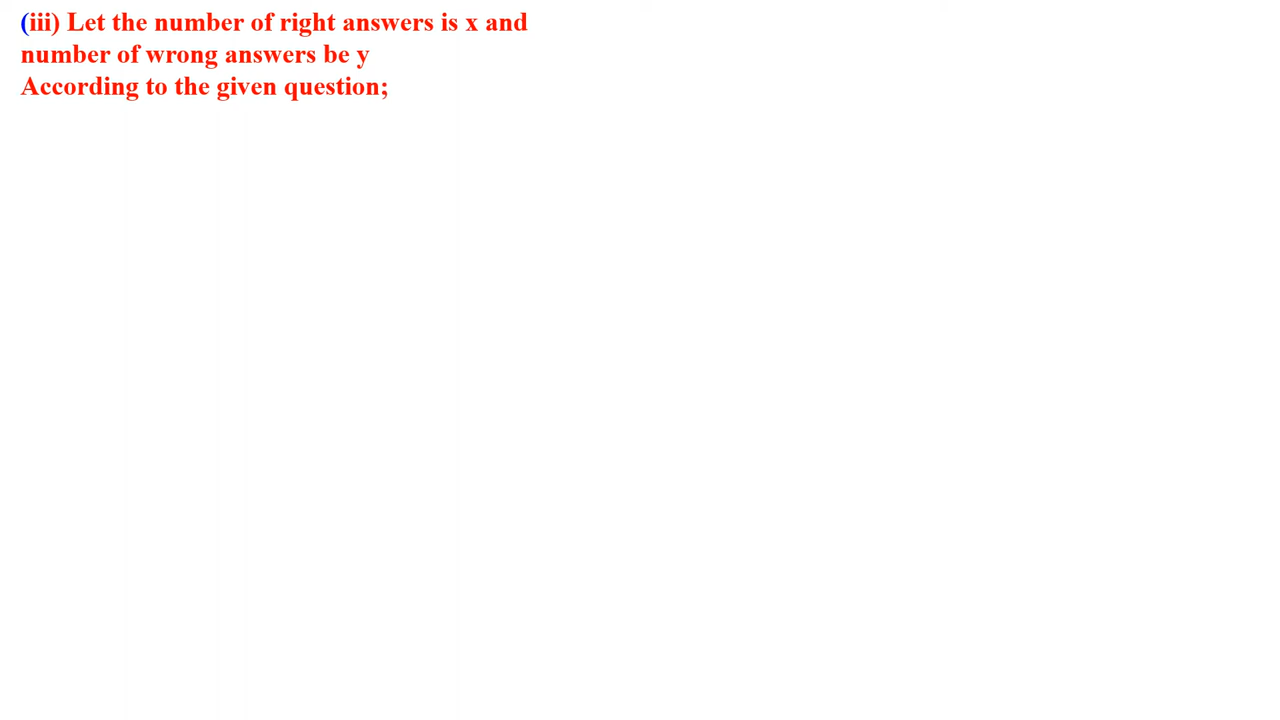 (iii) Let the number of right answers is x and
number of wrong answers be y
According to the given question;